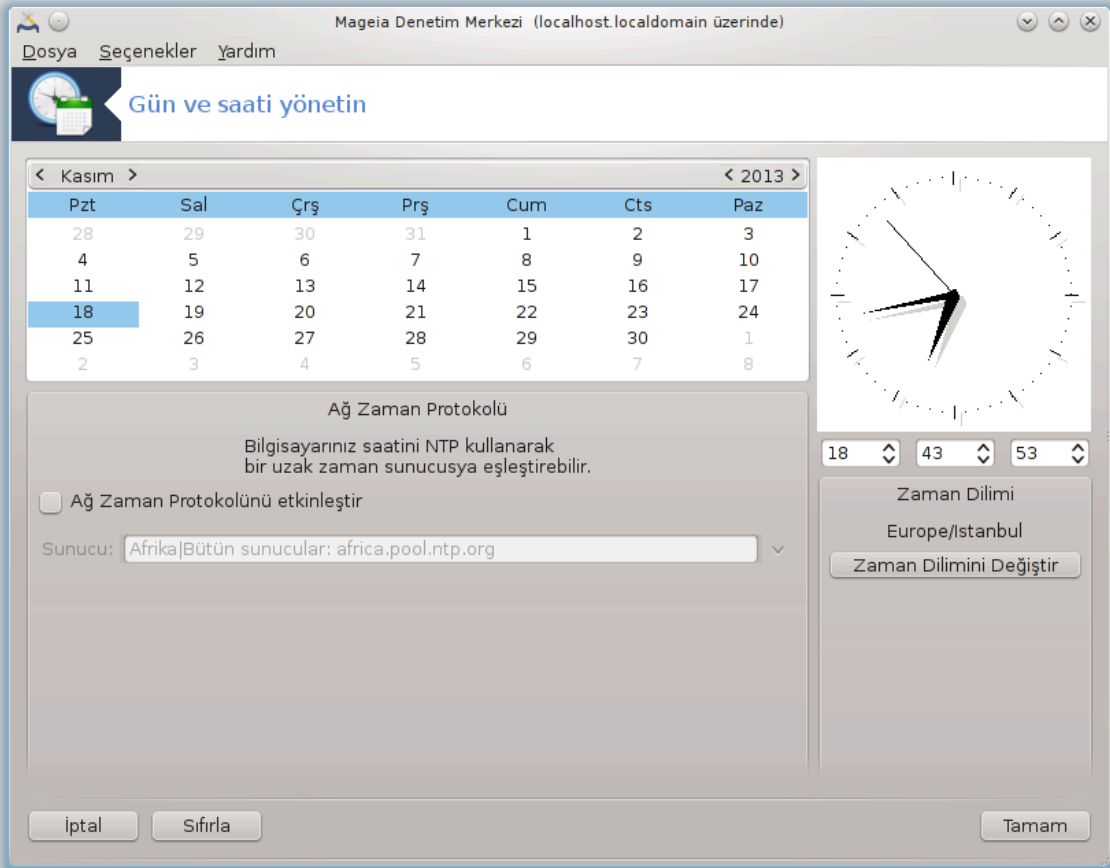 Mageia Denetim Merkezi (localhost.localdomain üzerinde)
Dosya Seçenekler Yardım
Gün ve saati yönetin
< Kasım > < 2013 >
Pzt Sal Çrş Prş Cum Cts Paz
28 29 30 31 1 2 3
4 5 6 7 8 9 10
11 12 13 14 15 16 17
18 19 20 21 22 23 24
25 26 27 28 29 30 1
2 3 4 5 6 7 8
18 43 53
Ağ Zaman Protokolü
Bilgisayarınız saatini NTP kullanarak
bir uzak zaman sunucusya eşleştirebilir.
Ağ Zaman Protokolünü etkinleştir
Sunucu: Afrika|Bütün sunucular: africa.pool.ntp.org
Zaman Dilimi
Europe/Istanbul
Zaman Dilimini Değiştir
İptal Sıfırla Tamam